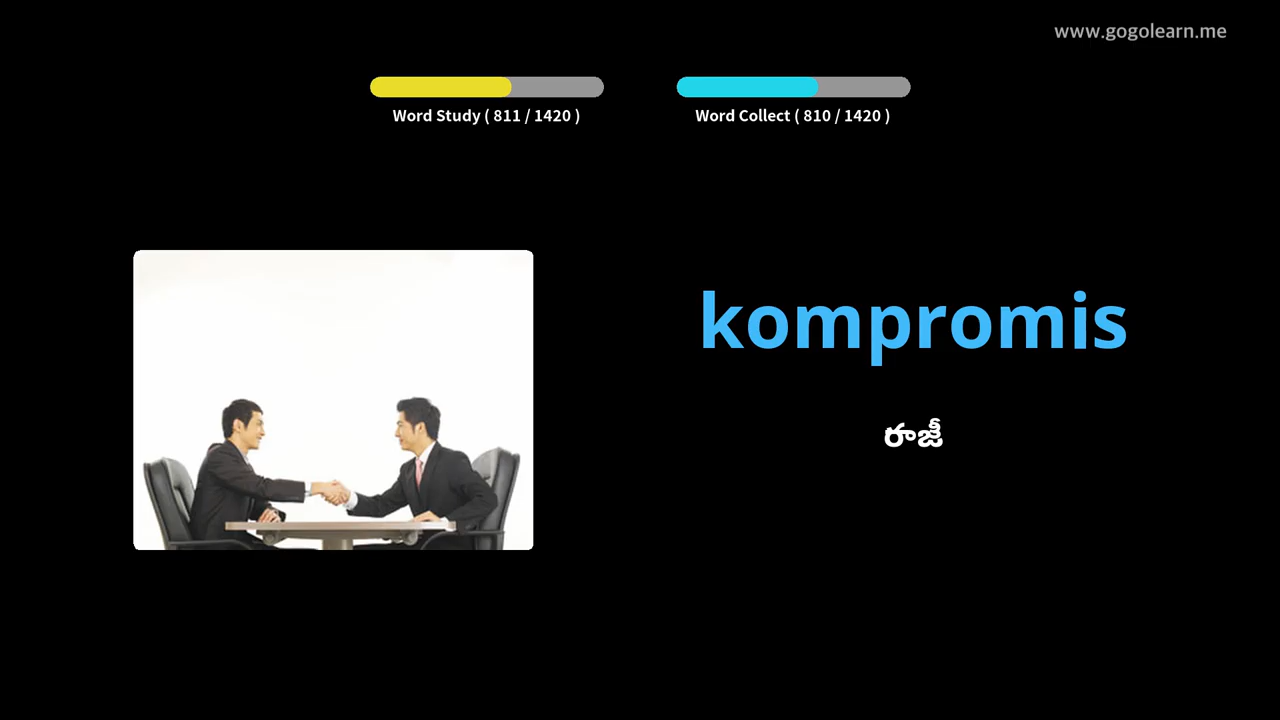 www.gogolearn.me
Word Study ( 811 / 1420 )
Word Collect ( 810 / 1420 )
kompromis
రాజీ